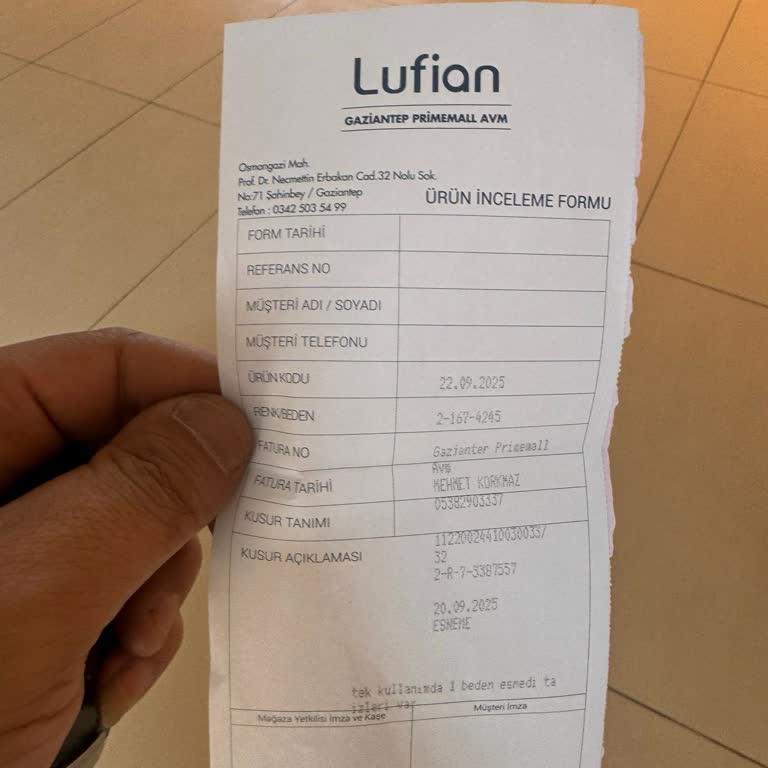 Lufian
GAZİANTEP PRIMEMALL AVM
Osmangazi Mah.
Prof. Dr. Necmettin Erbakan Cad.32 Nolu Sok.
No:71 Şahinbey / Gaziantep
Telefon : 0342 503 54 99
ÜRÜN İNCELEME FORMU
FORM TARİHİ
REFERANS NO
MÜŞTERİ ADI / SOYADI
MÜŞTERİ TELEFONU
ÜRÜN KODU 22.09.2025
RENK/BEDEN 2-167-4245
FATURA NO Gaziantep Primemall
Avm
FATURA TARİHİ MEHMET KORKMAZ
05382903337
KUSUR TANIMI
11220024410030037
KUSUR AÇIKLAMASI 32
2-R-7-3387557
20.09.2025
ESNEME
tek kullanımda 1 beden esnedi ta
izleri var
Mağaza Yetkilisi İmza ve Kaşe Müşteri İmza